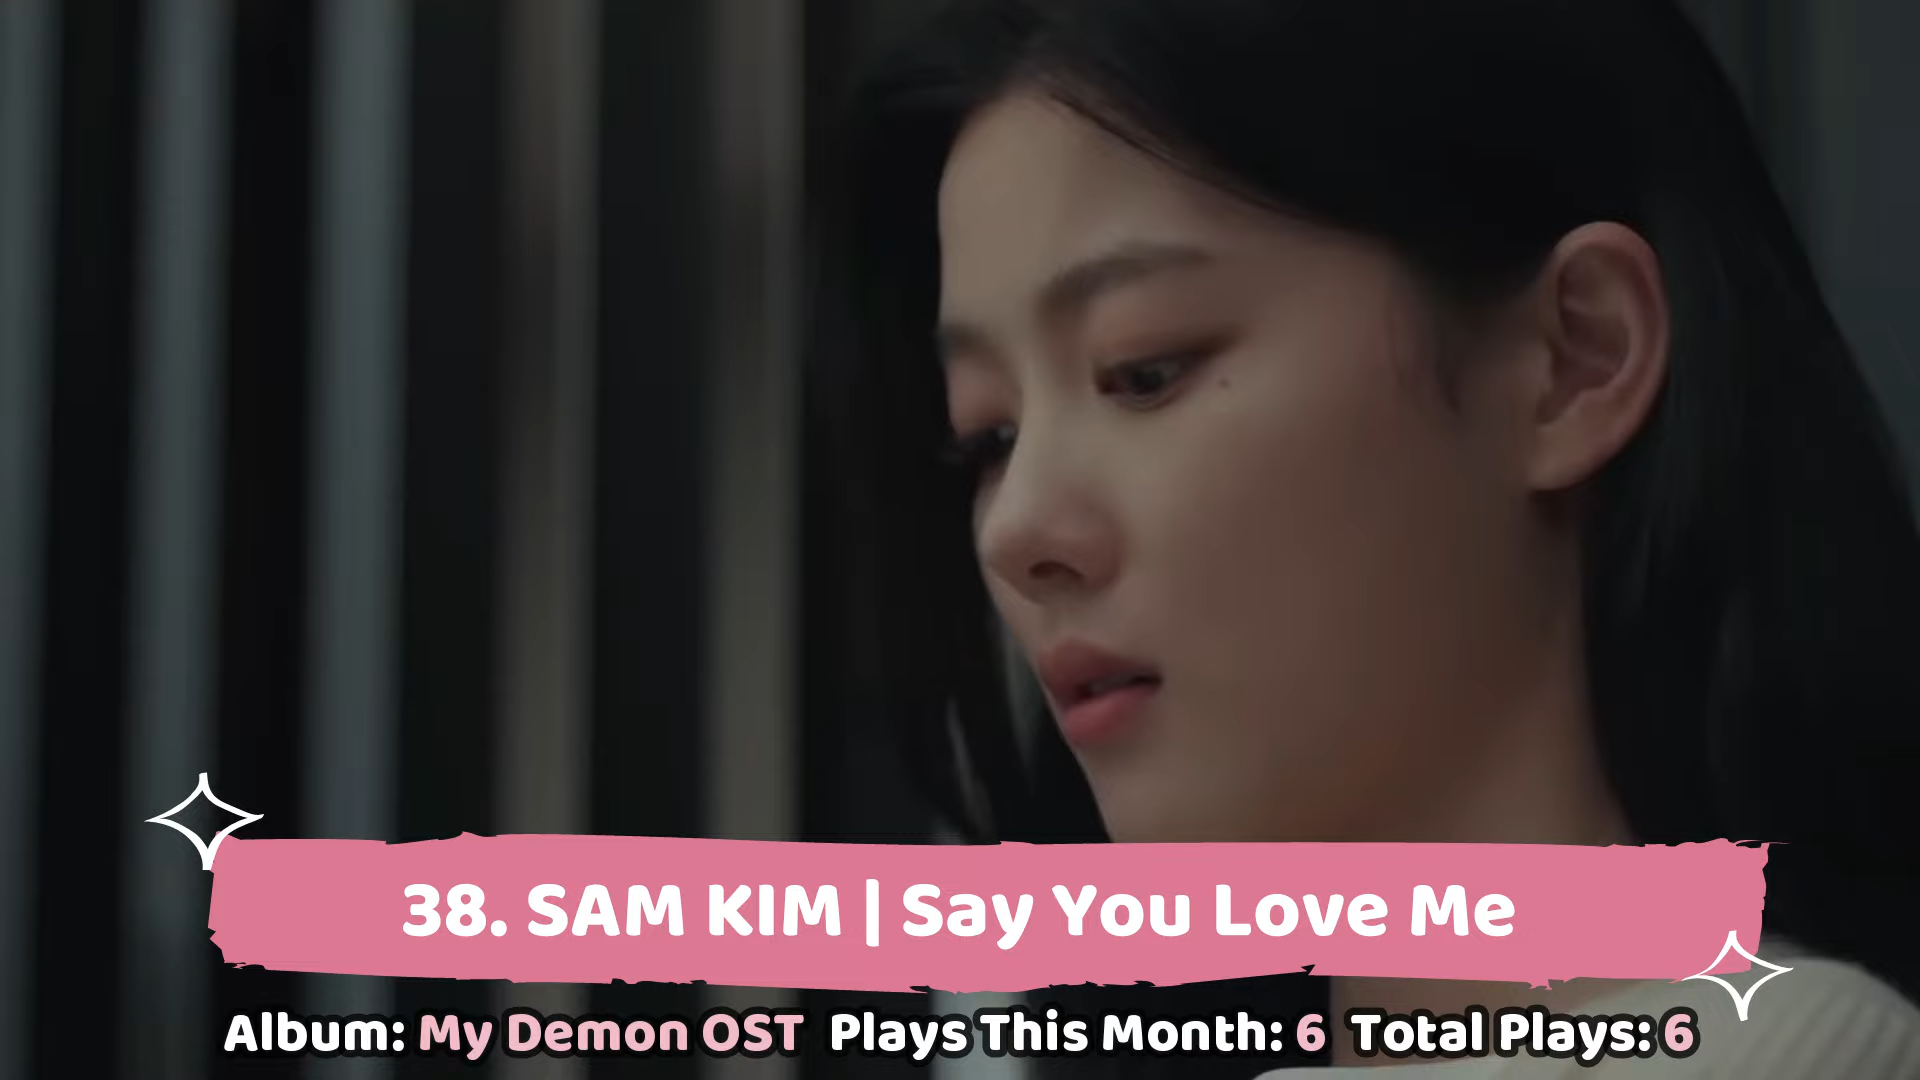 38. SAM KIM | Say You Love Me
Album: My Demon OST Plays This Month: 6 Total Plays: 6